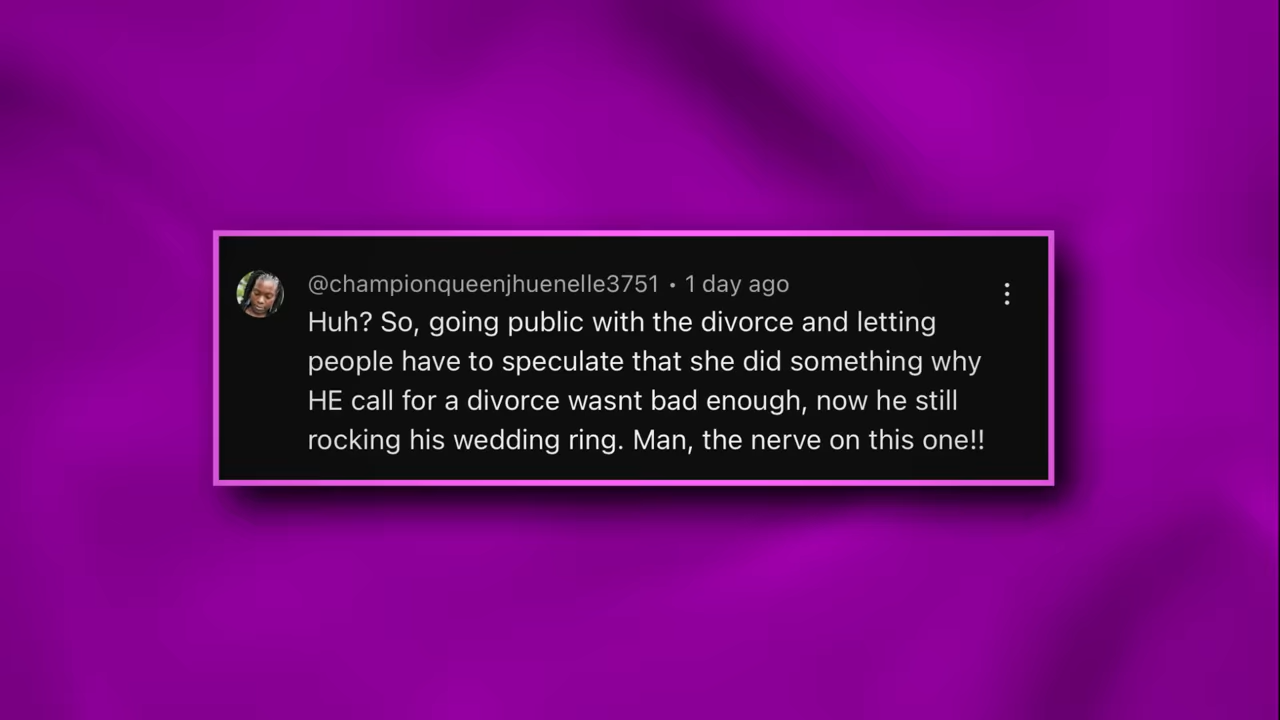 @championqueenjhuenelle3751 • 1 day ago
Huh? So, going public with the divorce and letting
people have to speculate that she did something why
HE call for a divorce wasnt bad enough, now he still
rocking his wedding ring. Man, the nerve on this one!!